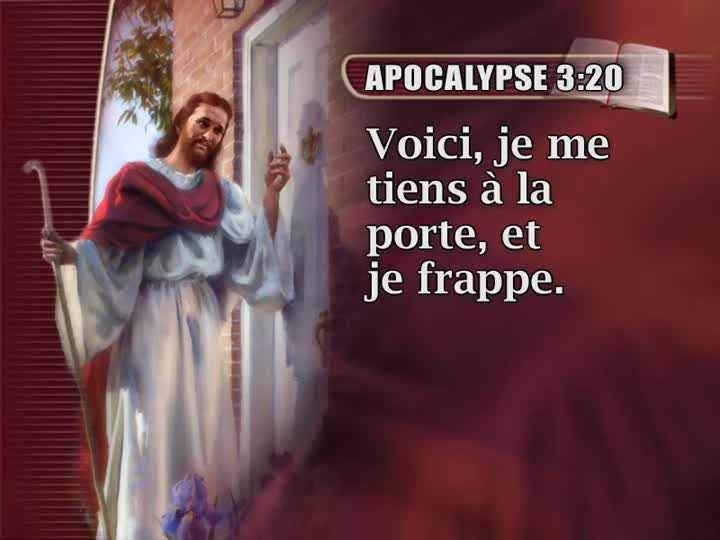 APOCALYPSE 3:20
Voici, je me
tiens à la
porte, et
je frappe.